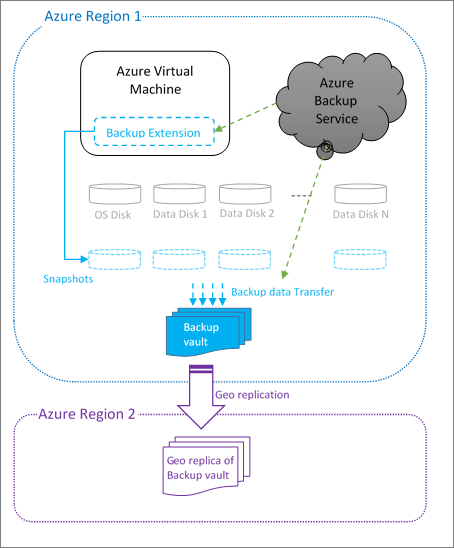 Azure Region 1
Azure Virtual
Machine
Backup Extension
Azure
Backup
Service
OS Disk
Data Disk 1
Data Disk 2
Data Disk N
Snapshots
Backup data Transfer
Backup
vault
Geo replication
Azure Region 2
Geo replica of
Backup vault